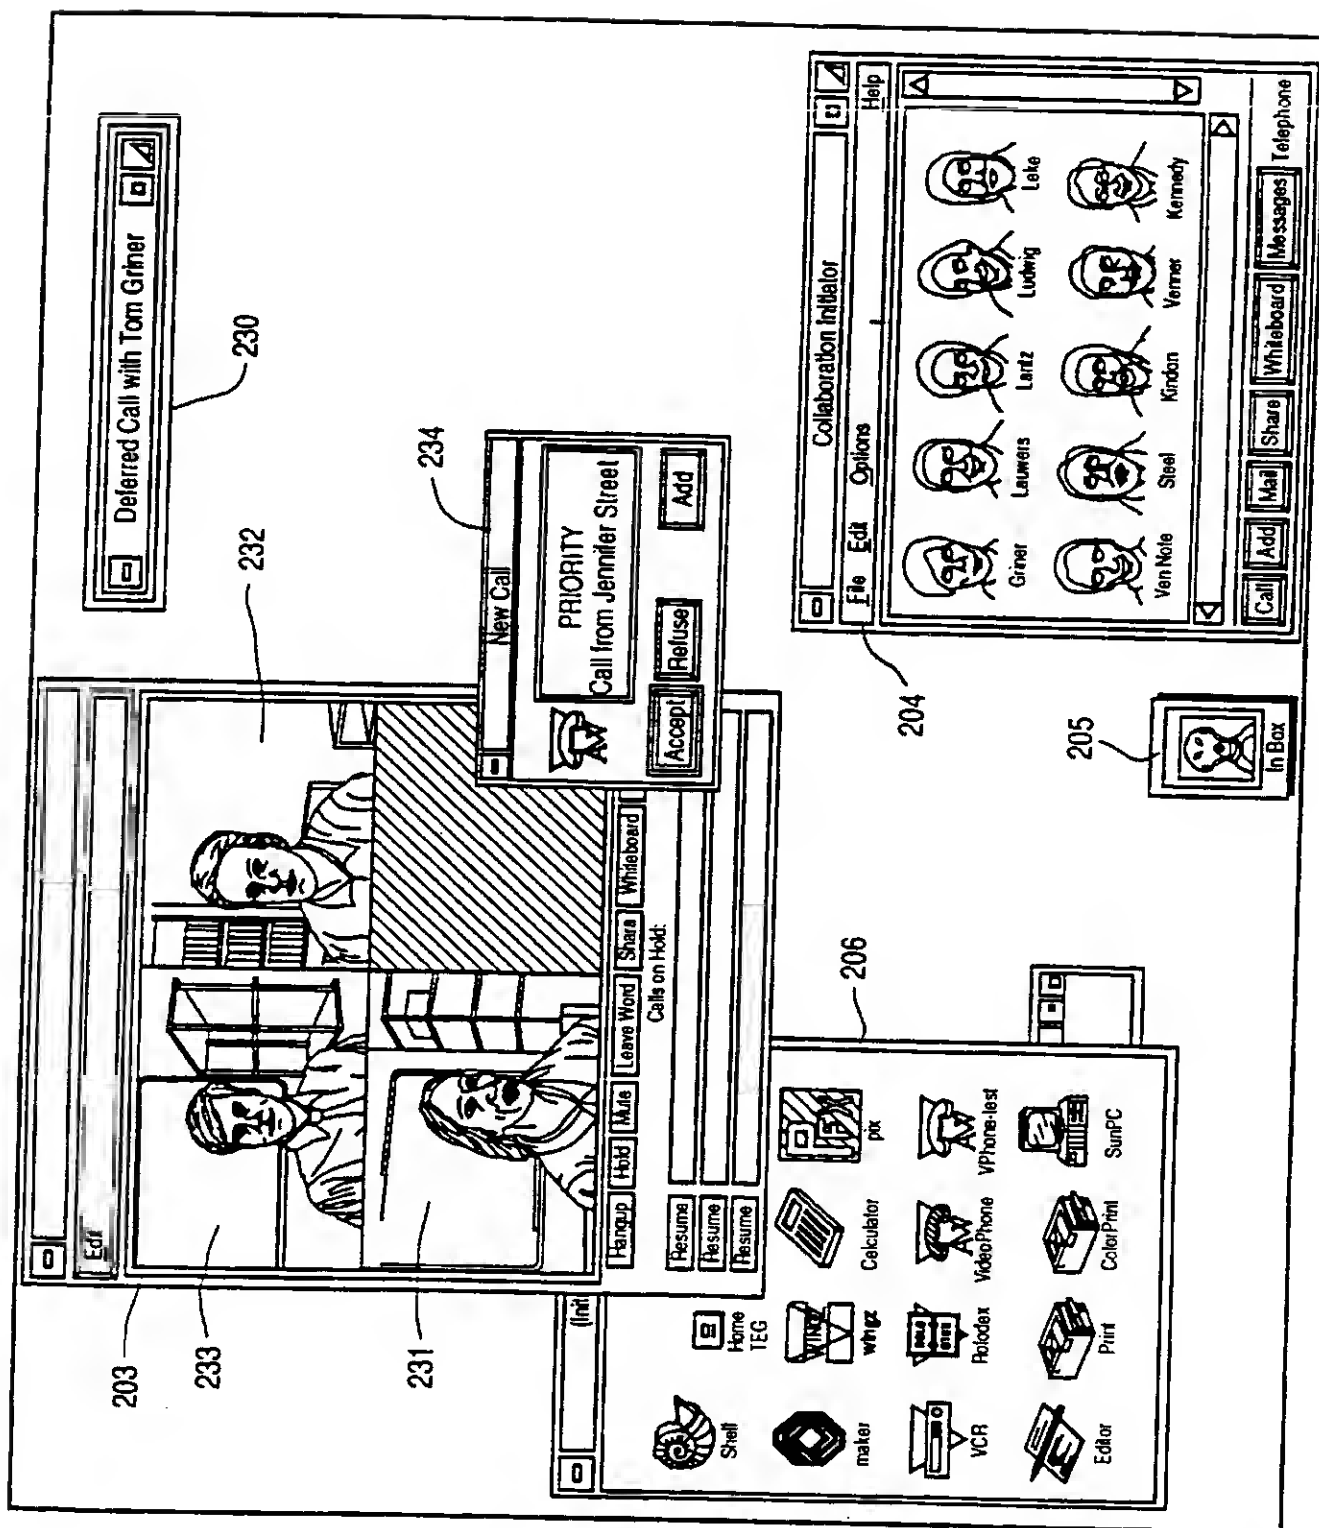 Edit
Hangup Hold Mute Leave Word Share Whiteboard
Calls on Hold:
Resume
Resume
Resume
203
233
231
232
Deferred Call with Tom Griner
230
234
New Call
PRIORITY
Call from Jennifer Street
Accept Refuse Add
(Init
Home
TEG
Shell
maker wingz Calculator pix
VCR Rolodex VideoPhone VPhone-test
Editor Print ColorPrint SunPC
206
205
In Box
204
Collaboration Initiator
File Edit Options Help
Griner Lauwers Lantz Ludwig Lake
Van Note Steel Kindon Venner Kennedy
Call Add Mail Share Whiteboard Messages Telephone